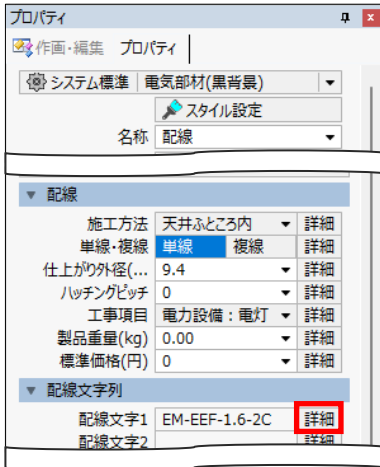 プロパティ
作画・編集 プロパティ
システム標準 電気部材(黒背景)
スタイル設定
名称 配線
配線
施工方法 天井ふところ内 詳細
単線・複線 単線 複線
仕上がり外径(... 9.4 詳細
ハッチングピッチ 0 詳細
工事項目 電力設備：電灯 詳細
製品重量(kg) 0.00 詳細
標準価格(円) 0 詳細
配線文字列
配線文字1 EM-EEF-1.6-2C 詳細
配線文字2 詳細